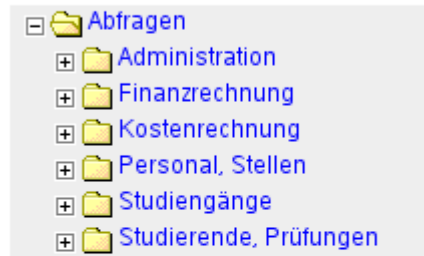 Abfragen
Administration
Finanzrechnung
Kostenrechnung
Personal, Stellen
Studiengänge
Studierende, Prüfungen